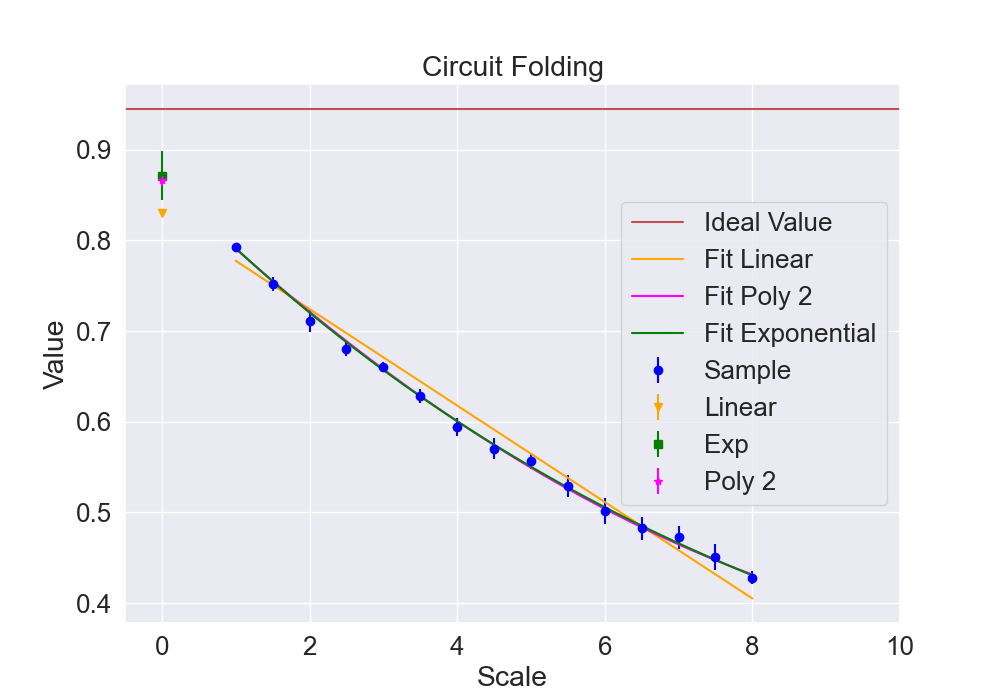 Circuit Folding
Value
0.9
0.8
0.7
0.6
0.5
0.4
Ideal Value
Fit Linear
Fit Poly 2
Fit Exponential
Sample
Linear
Exp
Poly 2
0 2 4 6 8 10
Scale